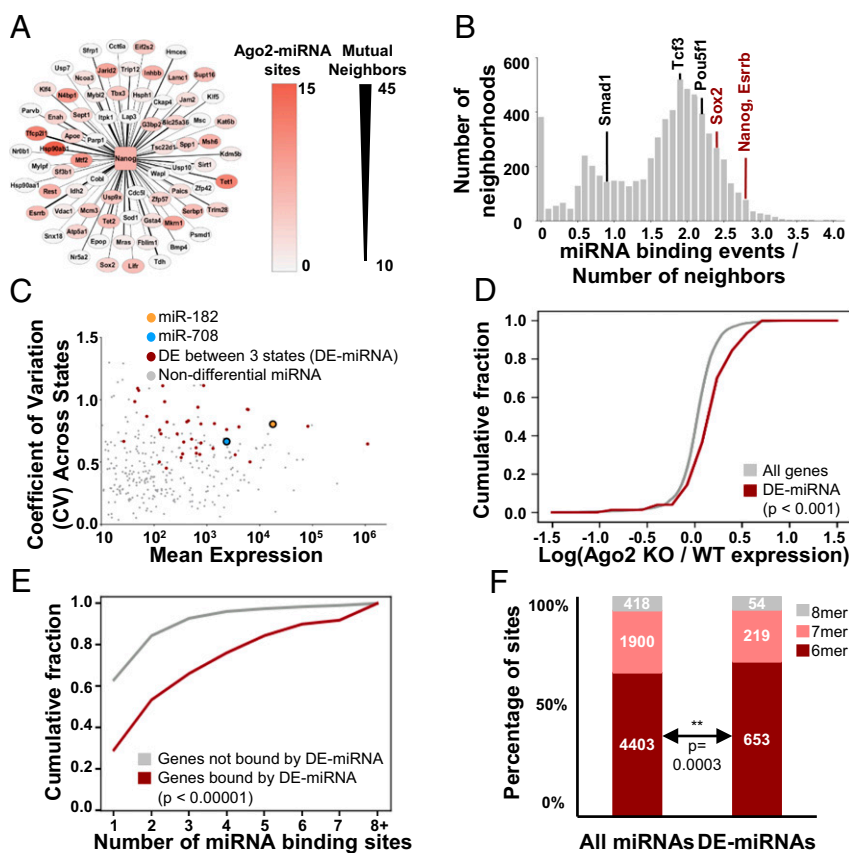 A
Cct6a
Eif2s2
Sfrp1
Hmces
Usp7
Jarid2
Trip12
Inhbb
Supt16
Ncoa3
Lamc1
Klf4
N4bp1
Mybl2
Tbx3
Hsph1
Jam2
Klf5
Ckap4
Parvb
Enah
Sept1
Itpk1
Lap3
Msc
Kat6b
G3bp2
Slc25a36
Tfcp2l1
Apoe
Parp1
Tsc22d1
Spp1
Msh6
Nr0b1
Hsp90ab1
Nanog
Kdm5b
Mylpf
Mtf2
Usp10
Sirt1
Sf3b1
Wapl
Hsp90aa1
Cobl
Zfp42
Tet1
Rest
Idh2
Usp9x
Cdc5l
Palcs
Zfp57
Esrrb
Vdac1
Mcm3
Tet2
Sod1
Gsta4
Mkrn1
Serbp1
Trim28
Snx18
Atp5a1
Epop
Mras
Fblim1
Psmd1
Bmp4
Nr5a2
Sox2
Lifr
Tdh
Ago2-miRNA
sites
15
0
Mutual
Neighbors
45
10
B
Number of
neighborhoods
600
400
200
0
Smad1
Tcf3
Pou5f1
Sox2
Nanog, Esrrb
0 0.5 1.0 1.5 2.0 2.5 3.0 3.5 4.0
miRNA binding events /
Number of neighbors
C
miR-182
miR-708
DE between 3 states (DE-miRNA)
Non-differential miRNA
Coefficient of Variation
(CV) Across States
1.5
1.0
0.5
0.0
10 10² 10³ 10⁴ 10⁵ 10⁶
Mean Expression
D
Cumulative fraction
1.0
0.8
0.6
0.4
0.2
0.0
All genes
DE-miRNA
(p < 0.001)
-1.5 -1.0 -0.5 0.0 0.5 1.0 1.5
Log(Ago2 KO / WT expression)
E
Cumulative fraction
1.0
0.8
0.6
0.4
0.2
0.0
Genes not bound by DE-miRNA
Genes bound by DE-miRNA
(p < 0.00001)
1 2 3 4 5 6 7 8+
Number of miRNA binding sites
F
Percentage of sites
100%
50%
0%
418
1900
4403
54
219
653
**
p=
0.0003
8mer
7mer
6mer
All miRNAs DE-miRNAs